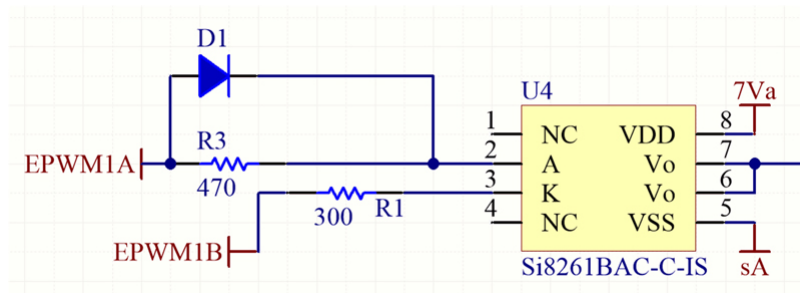 D1
U4
7Va
1
NC
VDD
8
EPWM1A
R3
470
2
A
Vo
7
3
K
Vo
6
300
R1
4
NC
VSS
5
EPWM1B
Si8261BAC-C-IS
sA